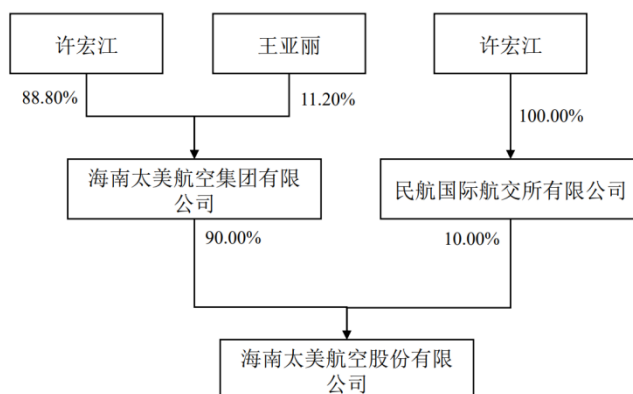 许宏江
王亚丽
许宏江
88.80%
11.20%
100.00%
海南太美航空集团有限
公司
民航国际航交所有限公司
90.00%
10.00%
海南太美航空股份有限
公司